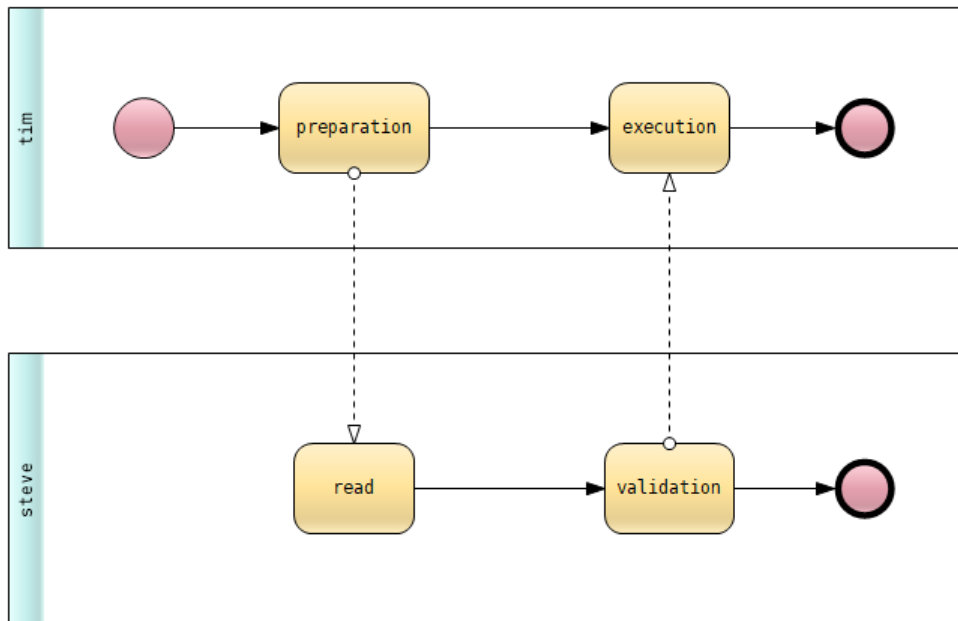 tim
preparation
execution
steve
read
validation